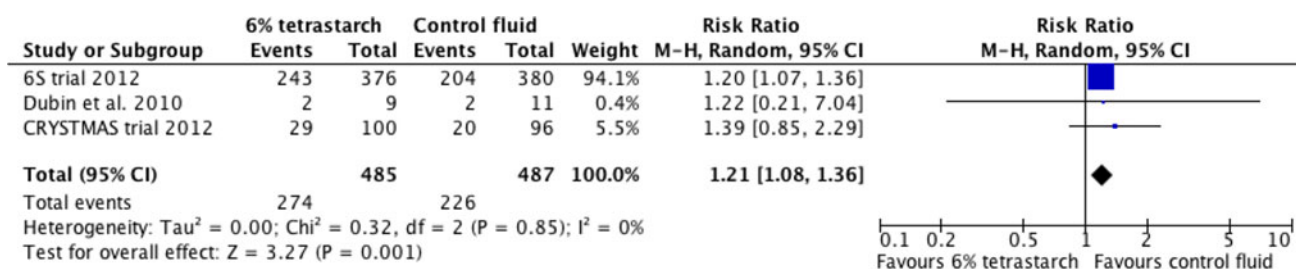 6% tetrastarch Control fluid Risk Ratio Risk Ratio
Study or Subgroup Events Total Events Total Weight M-H, Random, 95% CI M-H, Random, 95% CI
6S trial 2012 243 376 204 380 94.1% 1.20 [1.07, 1.36]
Dubin et al. 2010 2 9 2 11 0.4% 1.22 [0.21, 7.04]
CRYSTMAS trial 2012 29 100 20 96 5.5% 1.39 [0.85, 2.29]
Total (95% CI) 485 487 100.0% 1.21 [1.08, 1.36]
Total events 274 226
Heterogeneity: Tau² = 0.00; Chi² = 0.32, df = 2 (P = 0.85); I² = 0%
Test for overall effect: Z = 3.27 (P = 0.001)
0.1 0.2 0.5 1 2 5 10
Favours 6% tetrastarch Favours control fluid